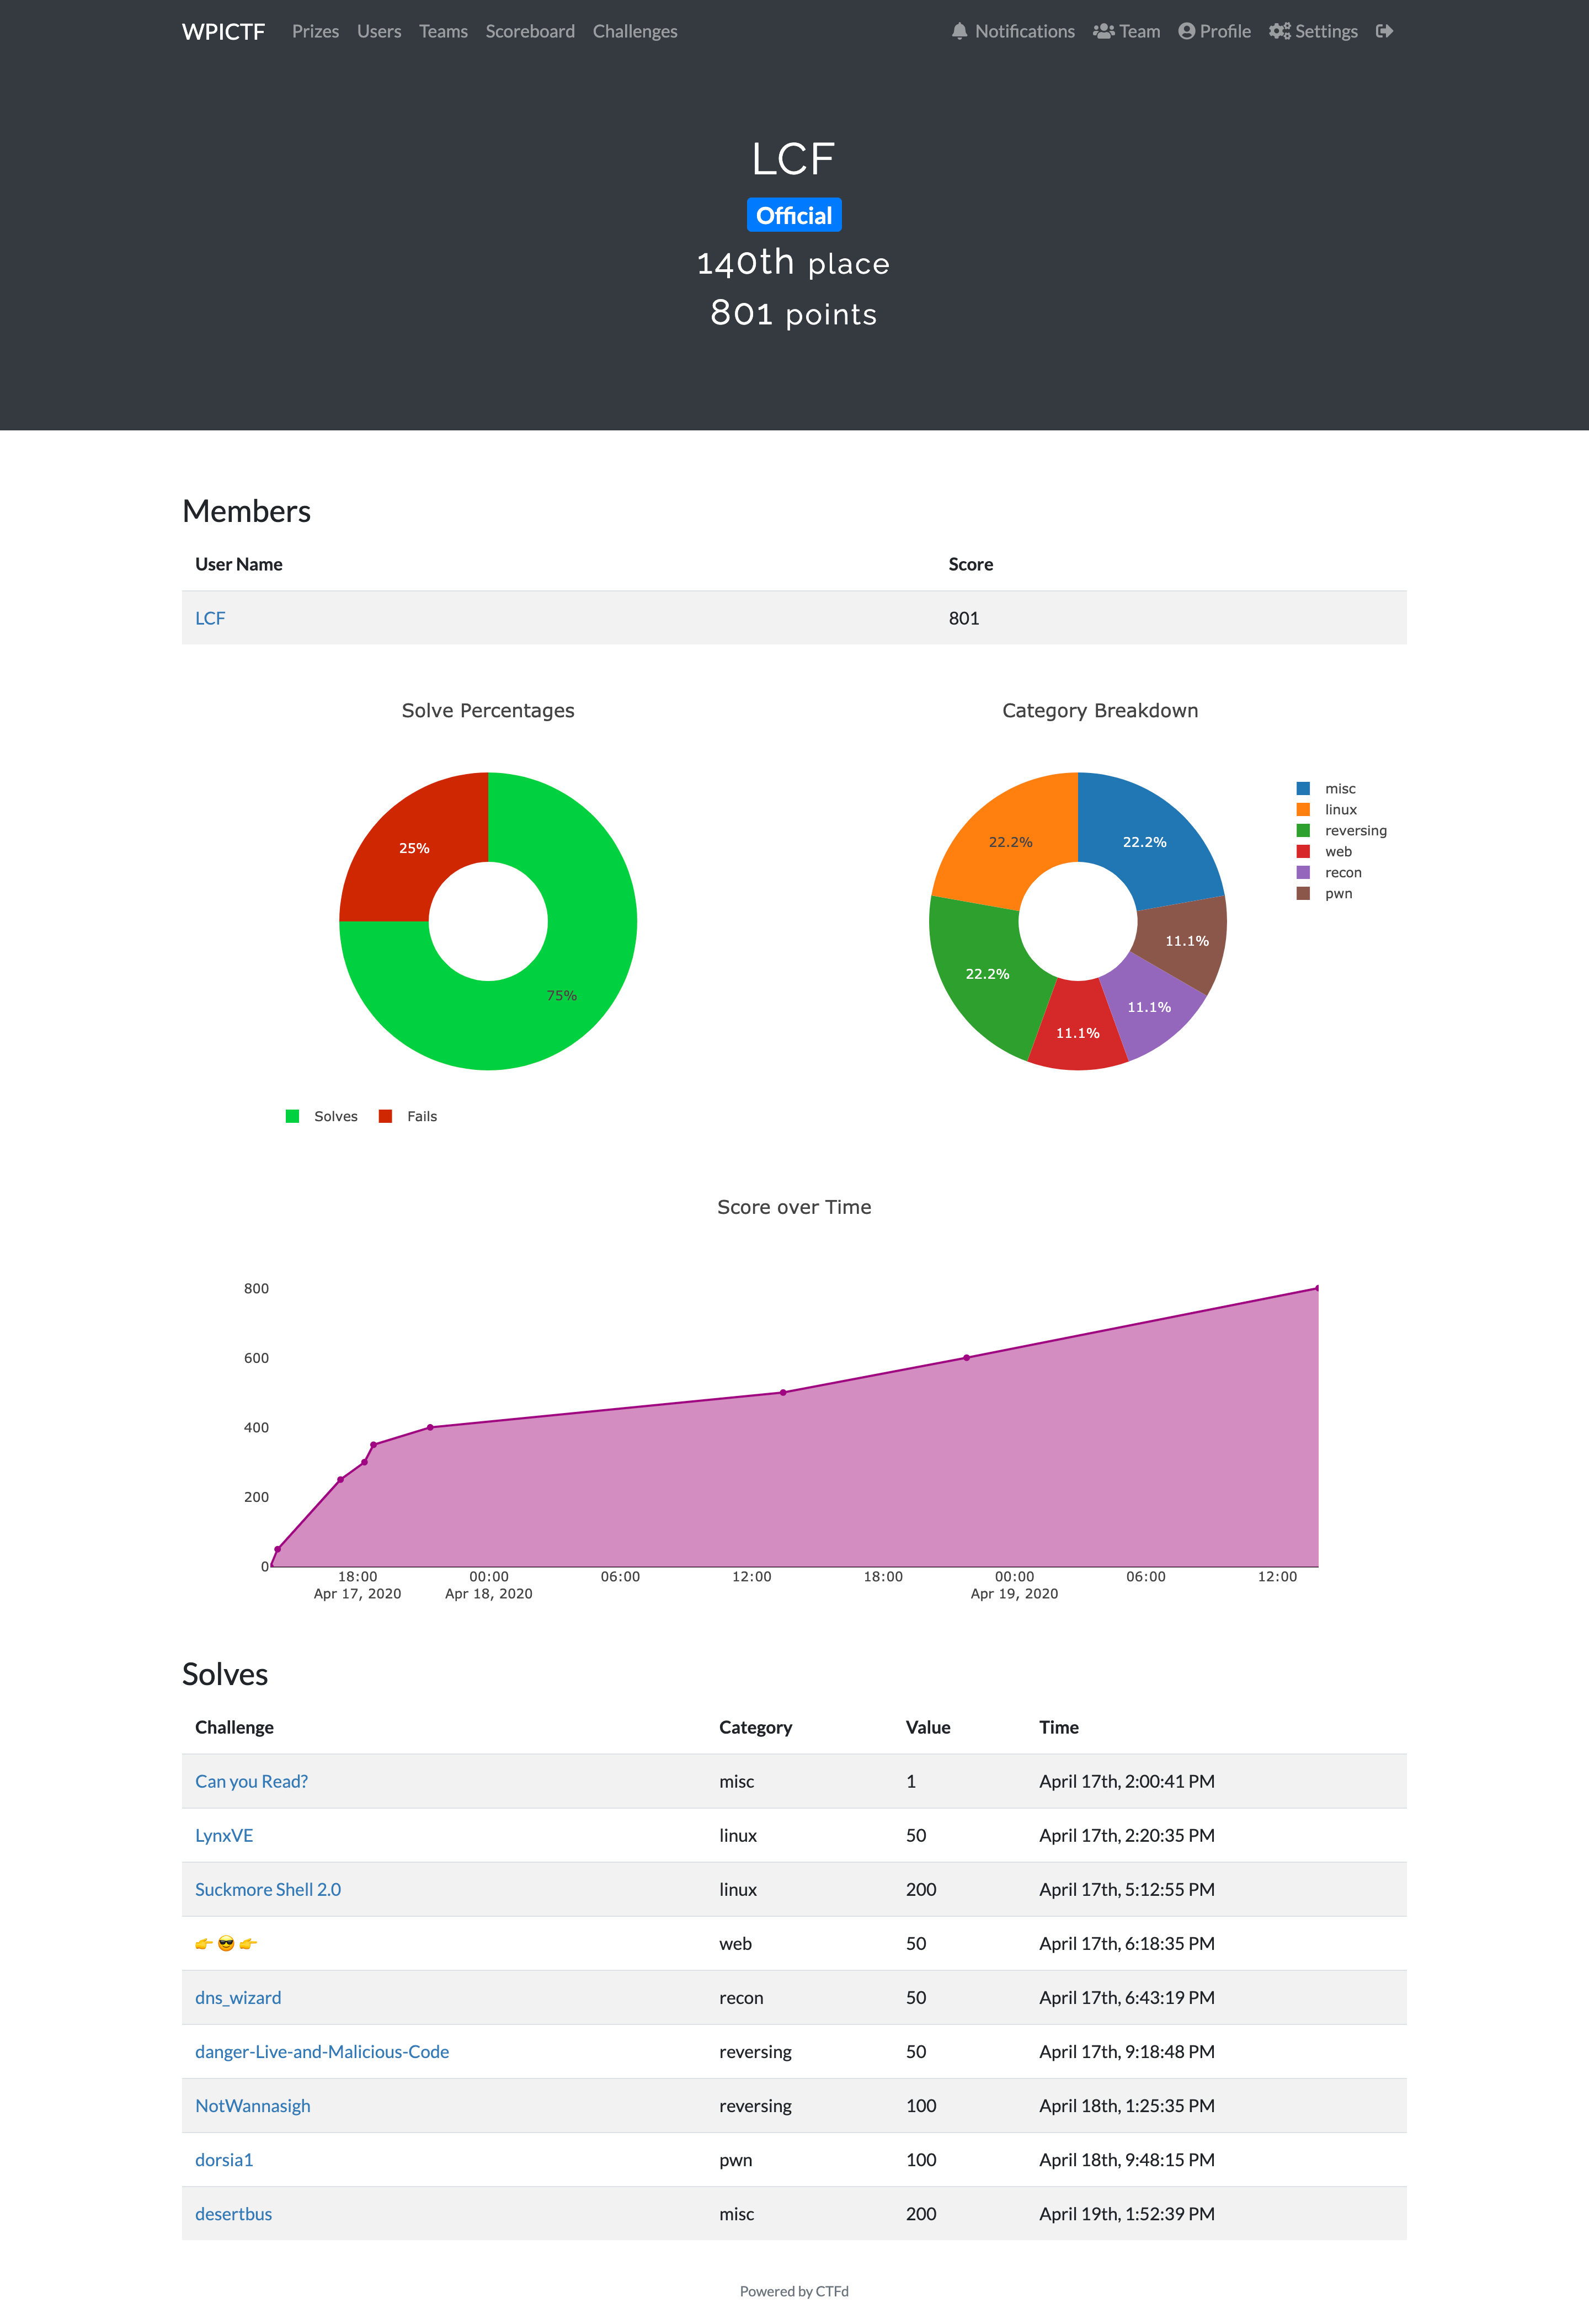 WPICTF Prizes Users Teams Scoreboard Challenges Notifications Team Profile Settings
LCF
Official
140th place
801 points
Members
User Name Score
LCF 801
Solve Percentages
25%
75%
Solves Fails
Category Breakdown
22.2% 22.2%
11.1%
22.2%
11.1%
11.1%
misc
linux
reversing
web
recon
pwn
Score over Time
800
600
400
200
0
18:00 00:00 06:00 12:00 18:00 00:00 06:00 12:00
Apr 17, 2020 Apr 18, 2020 Apr 19, 2020
Solves
Challenge Category Value Time
Can you Read? misc 1 April 17th, 2:00:41 PM
LynxVE linux 50 April 17th, 2:20:35 PM
Suckmore Shell 2.0 linux 200 April 17th, 5:12:55 PM
👉 😎 👉 web 50 April 17th, 6:18:35 PM
dns_wizard recon 50 April 17th, 6:43:19 PM
danger-Live-and-Malicious-Code reversing 50 April 17th, 9:18:48 PM
NotWannasigh reversing 100 April 18th, 1:25:35 PM
dorsia1 pwn 100 April 18th, 9:48:15 PM
desertbus misc 200 April 19th, 1:52:39 PM
Powered by CTFd